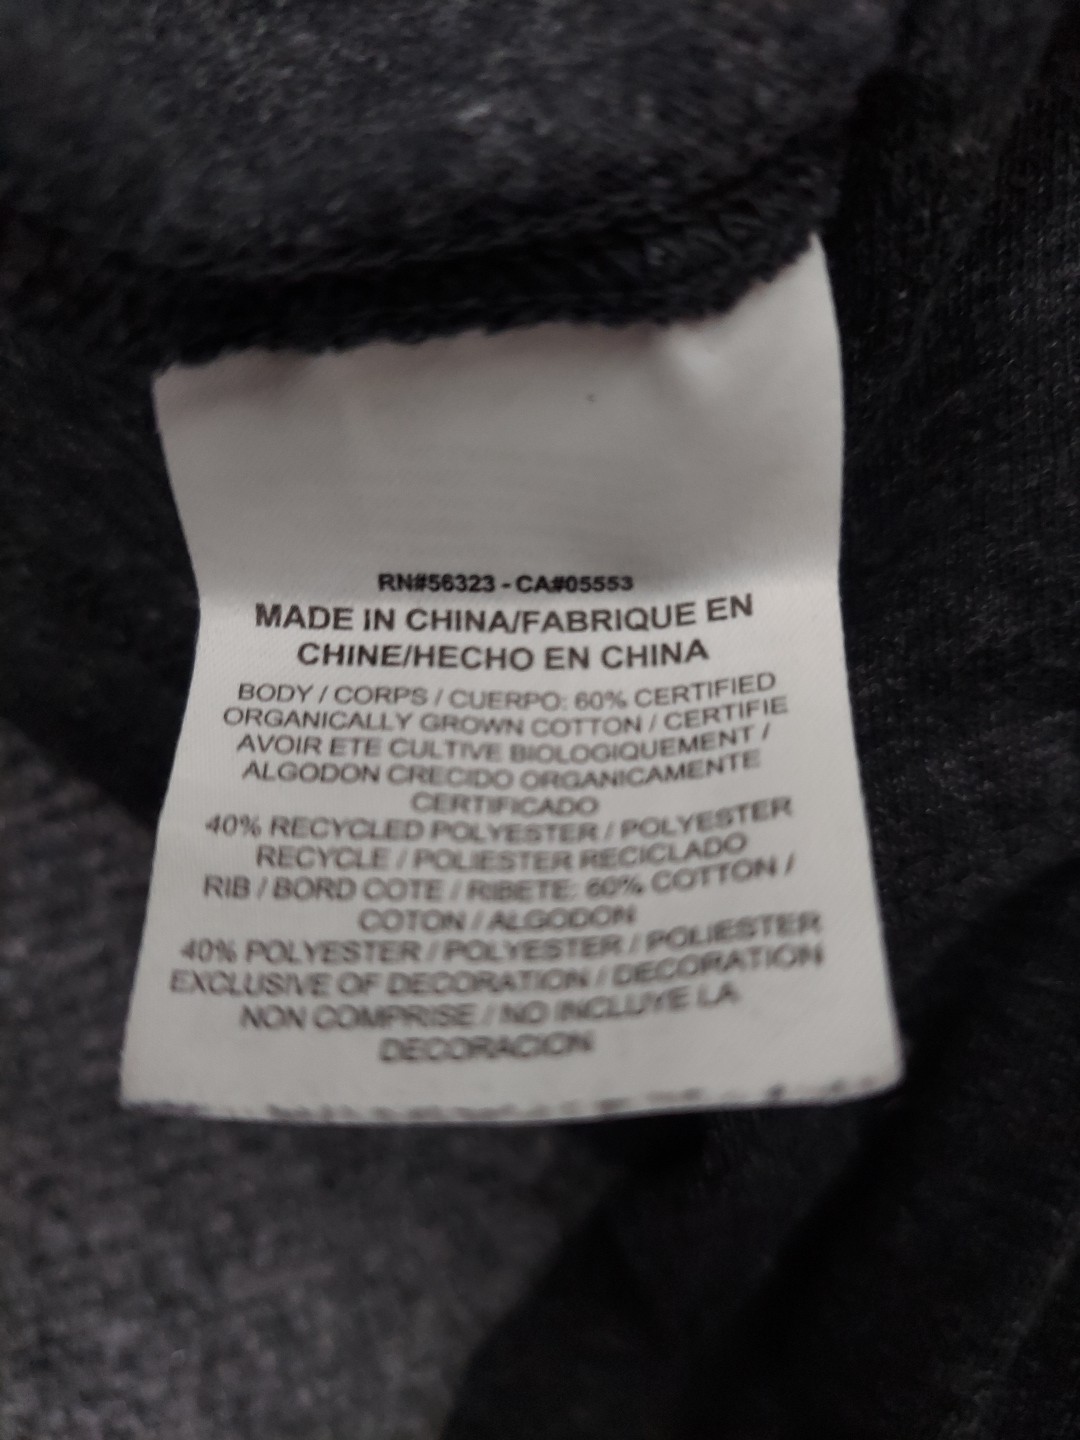 RN#56323 - CA#05553
MADE IN CHINA/FABRIQUE EN
CHINE/HECHO EN CHINA
BODY / CORPS / CUERPO: 60% CERTIFIED
ORGANICALLY GROWN COTTON / CERTIFIE
AVOIR ETE CULTIVE BIOLOGIQUEMENT /
ALGODON CRECIDO ORGANICAMENTE
CERTIFICADO
40% RECYCLED POLYESTER / POLYESTER
RECYCLE / POLIESTER RECICLADO
RIB / BORD COTE / RIBETE: 60% COTTON /
COTON / ALGODON
40% POLYESTER / POLYESTER / POLIESTER
EXCLUSIVE OF DECORATION / DECORATION
NON COMPRISE / NO INCLUYE LA
DECORACION